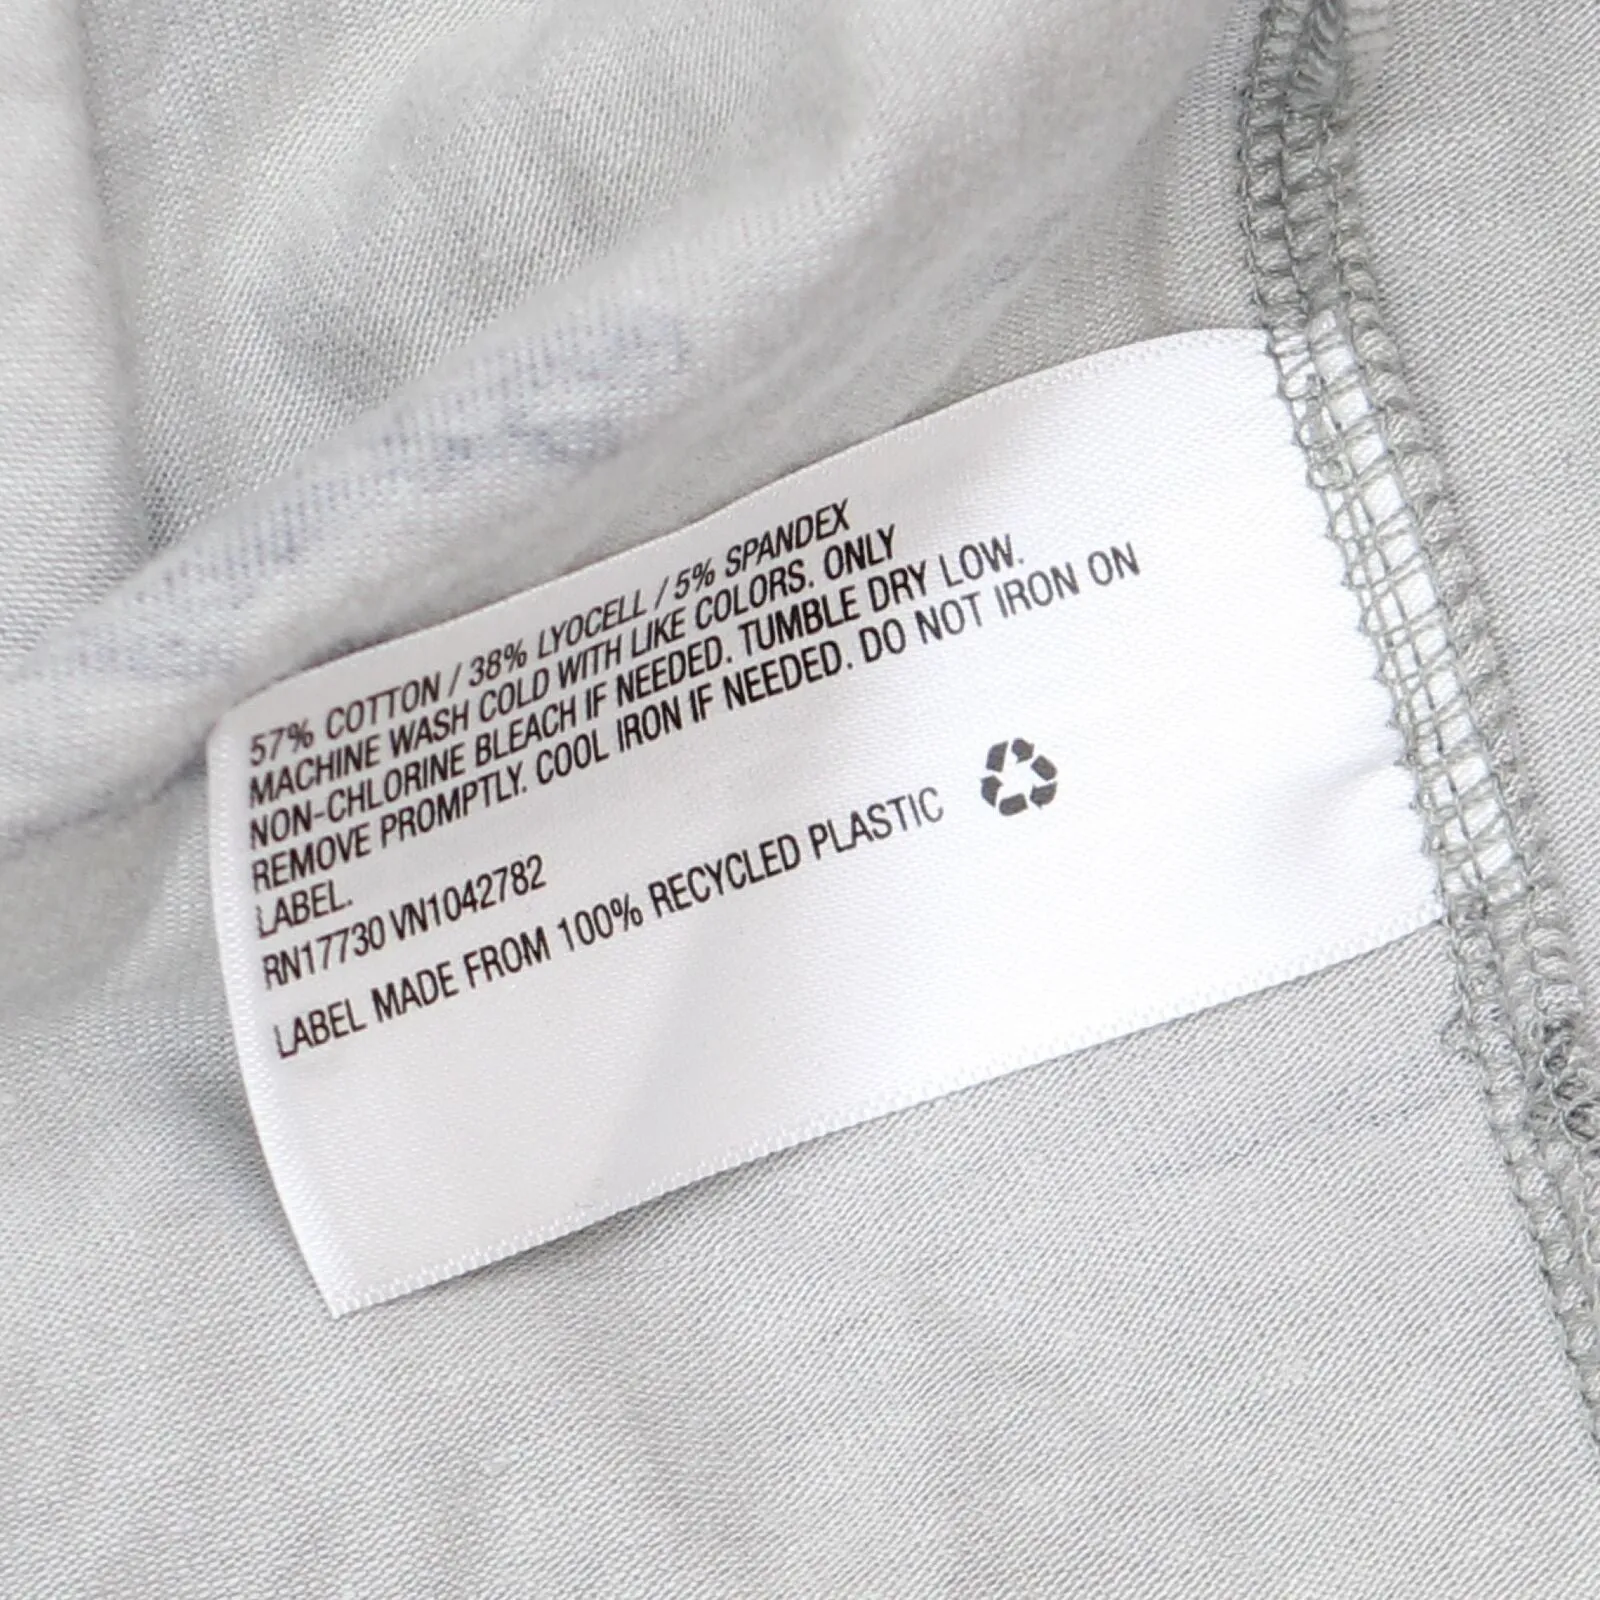 57% COTTON / 38% LYOCELL / 5% SPANDEX
MACHINE WASH COLD WITH LIKE COLORS. ONLY
NON-CHLORINE BLEACH IF NEEDED. TUMBLE DRY LOW.
REMOVE PROMPTLY. COOL IRON IF NEEDED. DO NOT IRON ON
LABEL.
RN17730 VN1042782
LABEL MADE FROM 100% RECYCLED PLASTIC